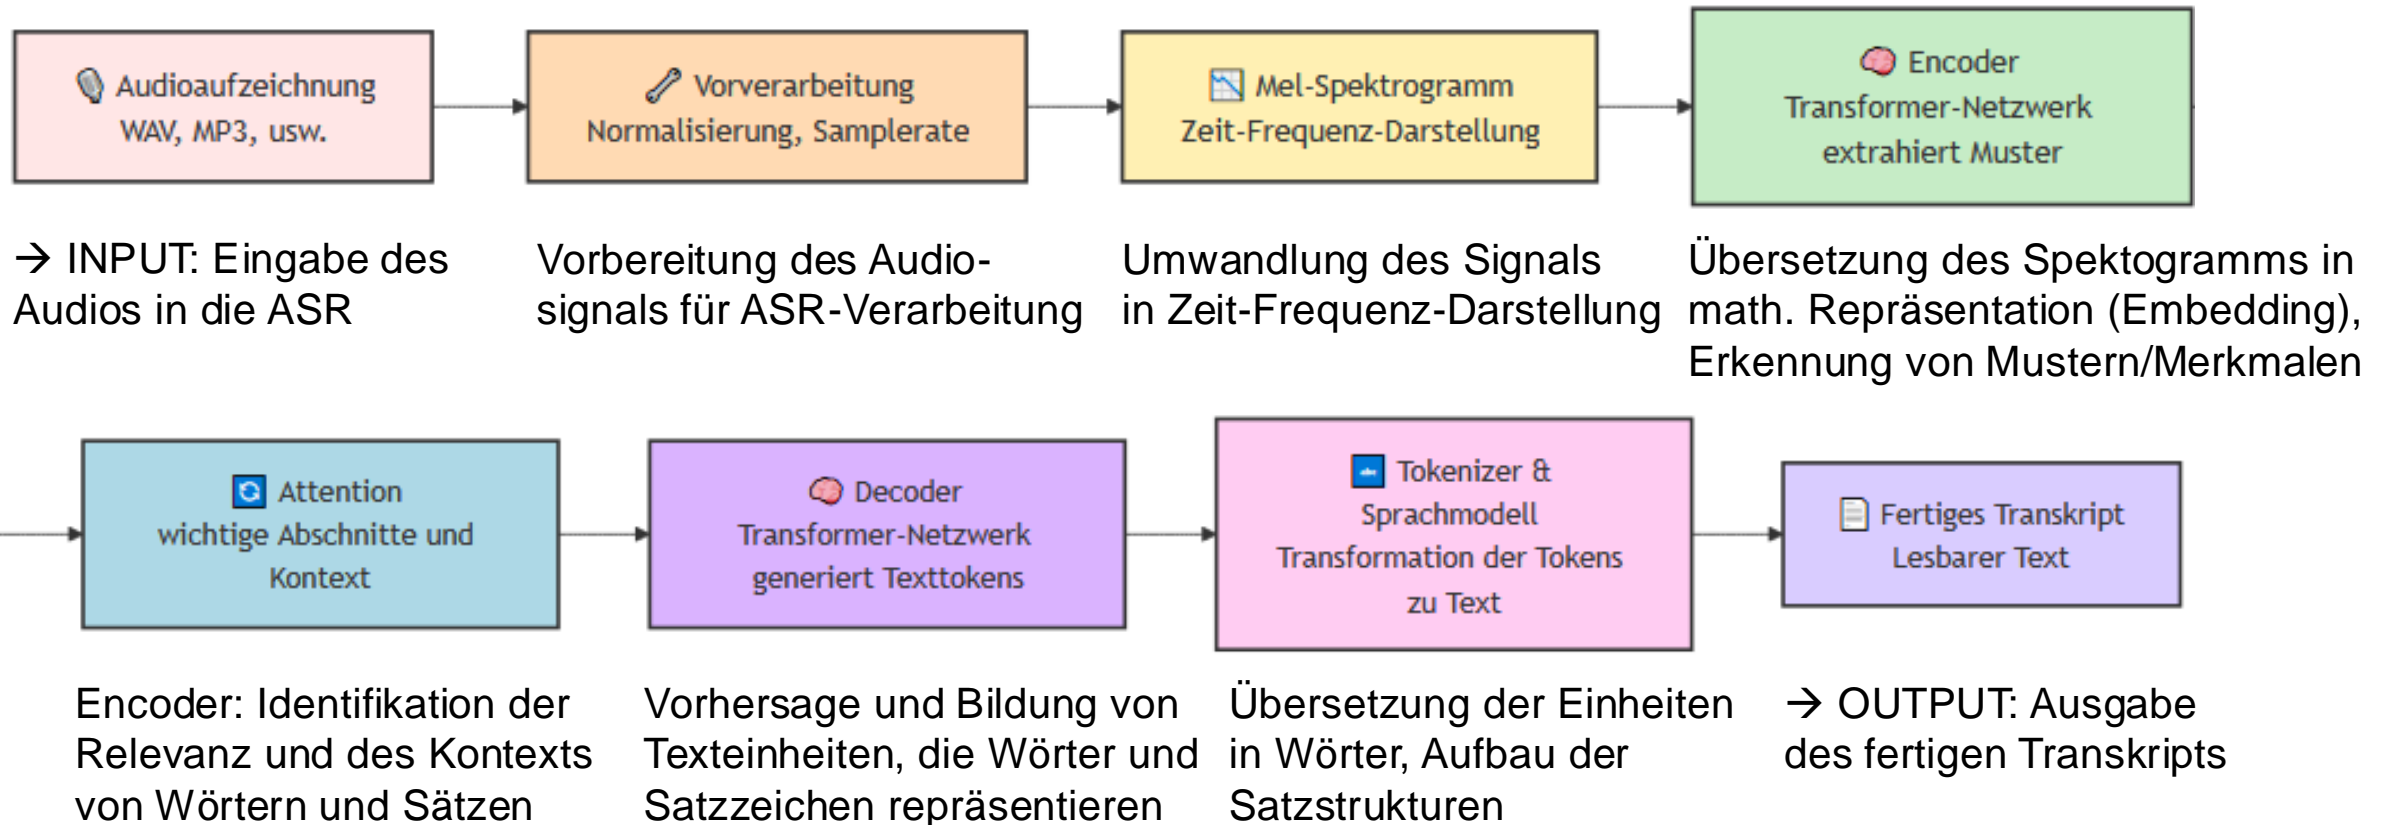 Audioaufzeichnung
WAV, MP3, usw.
Vorverarbeitung
Normalisierung, Samplerate
Mel-Spektrogramm
Zeit-Frequenz-Darstellung
Encoder
Transformer-Netzwerk
extrahiert Muster
→ INPUT: Eingabe des
Audios in die ASR
Vorbereitung des Audio-
signals für ASR-Verarbeitung
Umwandlung des Signals
in Zeit-Frequenz-Darstellung
Übersetzung des Spektogramms in
math. Repräsentation (Embedding),
Erkennung von Mustern/Merkmalen
Attention
wichtige Abschnitte und
Kontext
Decoder
Transformer-Netzwerk
generiert Texttokens
Tokenizer &
Sprachmodell
Transformation der Tokens
zu Text
Fertiges Transkript
Lesbarer Text
Encoder: Identifikation der
Relevanz und des Kontexts
von Wörtern und Sätzen
Vorhersage und Bildung von
Texteinheiten, die Wörter und
Satzzeichen repräsentieren
Übersetzung der Einheiten
in Wörter, Aufbau der
Satzstrukturen
→ OUTPUT: Ausgabe
des fertigen Transkripts